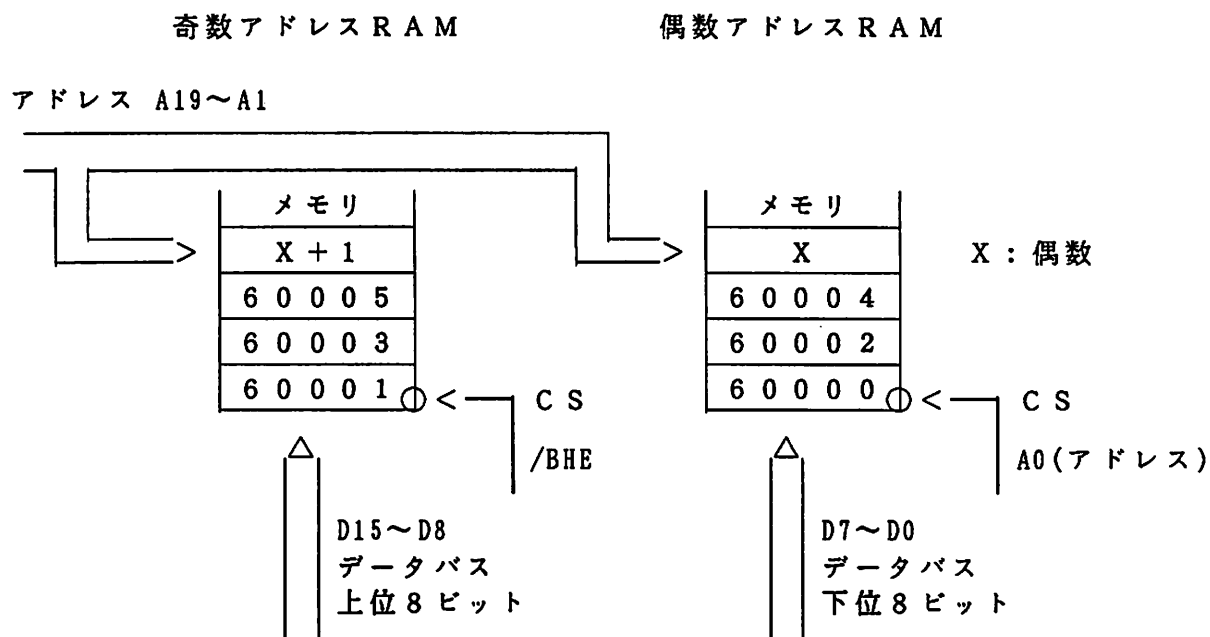 奇数アドレスRAM 偶数アドレスRAM
アドレス A19～A1
メモリ メモリ
X+1 X X:偶数
60005 60004
60003 60002
60001 60000
CS CS
/BHE A0(アドレス)
D15～D8 D7～D0
データバス データバス
上位8ビット 下位8ビット